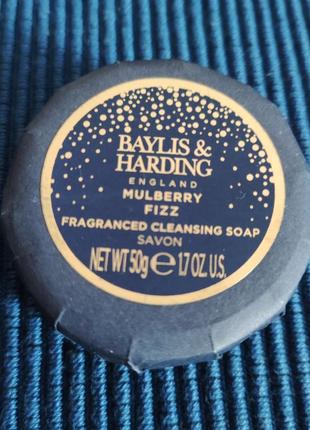 BAYLIS &
HARDING
ENGLAND
MULBERRY
FIZZ
FRAGRANCED CLEANSING SOAP
SAVON
NET WT 50g ℮ 1.7 OZ. U.S.